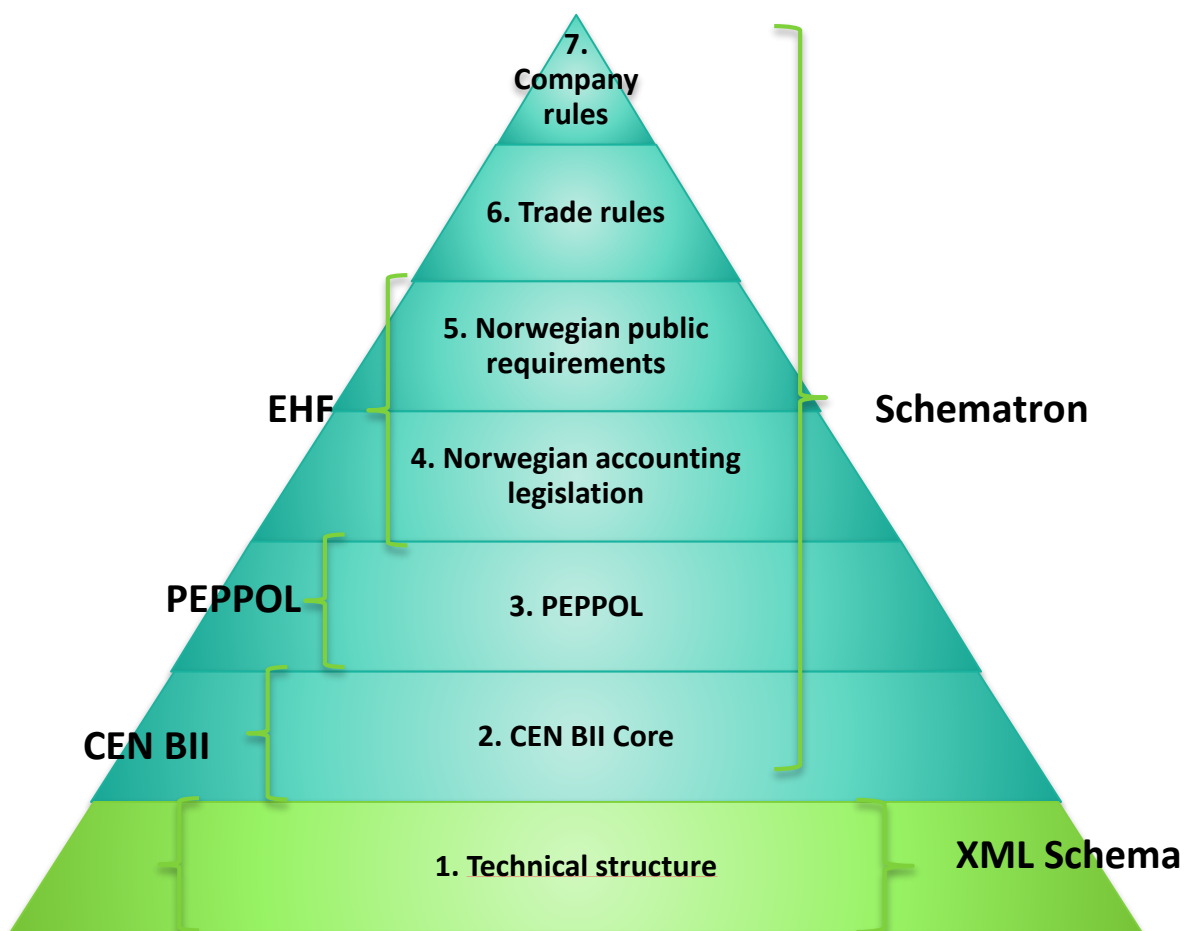 7.
Company
rules
6. Trade rules
5. Norwegian public
requirements
EHF
Schematron
4. Norwegian accounting
legislation
PEPPOL
3. PEPPOL
CEN BII
2. CEN BII Core
XML Schema
1. Technical structure